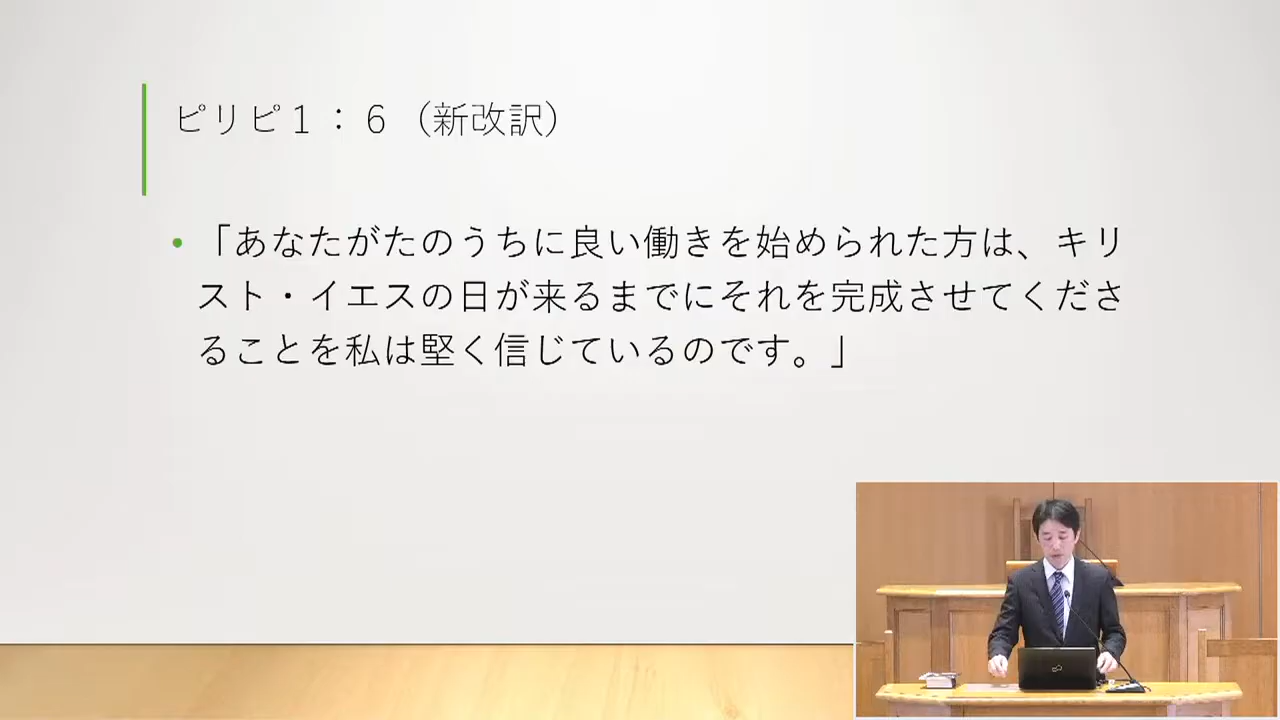 ピリピ１：６（新改訳）
「あなたがたのうちに良い働きを始められた方は、キリ
スト・イエスの日が来るまでにそれを完成させてくださ
ることを私は堅く信じているのです。」